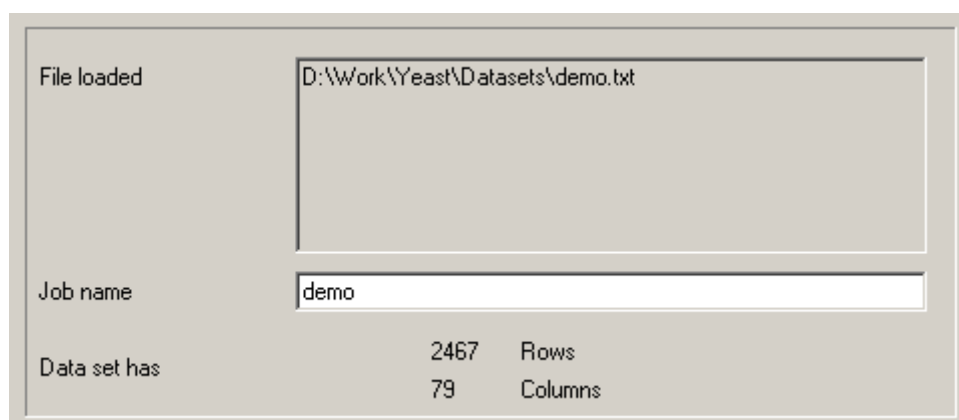 File loaded D:\Work\Yeast\Datasets\demo.txt
Job name demo
Data set has 2467 Rows
79 Columns